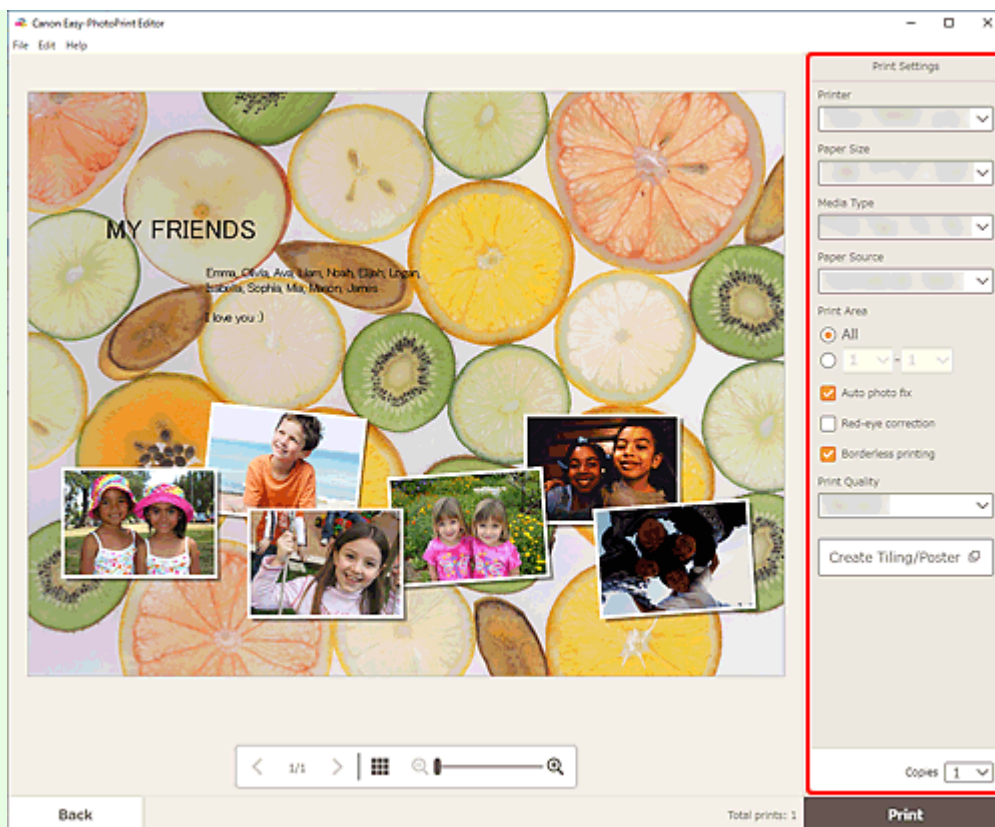 Canon Easy-PhotoPrint Editor
File Edit Help
Print Settings
Printer
Paper Size
Media Type
Paper Source
Print Area
All
1 - 1
Auto photo fix
Red-eye correction
Borderless printing
Print Quality
Create Tiling/Poster
MY FRIENDS
Emma, Olivia, Ava, Liam, Noah, Elijah, Logan,
Isabella, Sophia, Mia, Mason, James
I love you :)
1/1
Copies 1
Back
Total prints: 1
Print